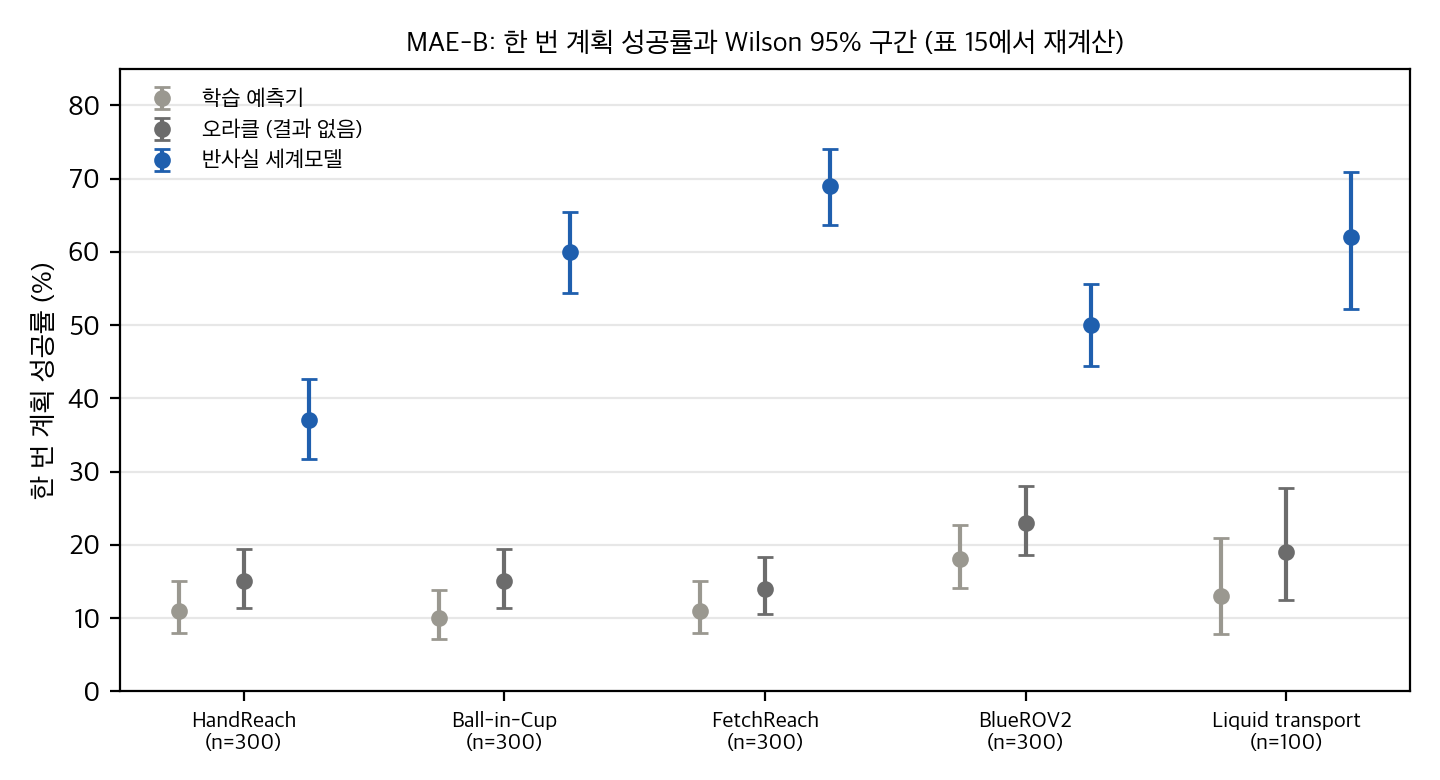 MAE-B: 한 번 계획 성공률과 Wilson 95% 구간 (표 15에서 재계산)
학습 예측기
오라클 (결과 없음)
반사실 세계모델
한 번 계획 성공률 (%)
80
70
60
50
40
30
20
10
0
HandReach
(n=300)
Ball-in-Cup
(n=300)
FetchReach
(n=300)
BlueROV2
(n=300)
Liquid transport
(n=100)